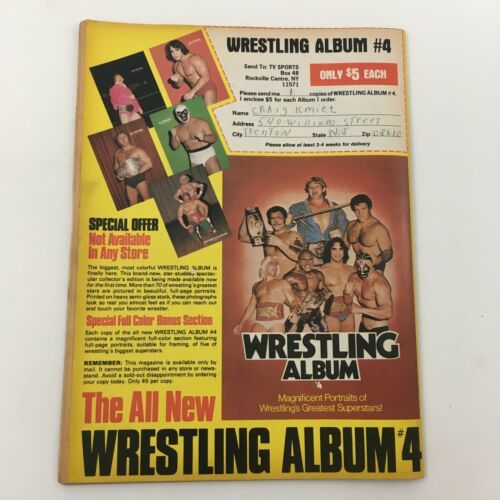 WRESTLING ALBUM #4
Send To: TV SPORTS
Box 48
Rockville Centre, NY
11571
ONLY $5 EACH
Please send me 1 copies of WRESTLING ALBUM #4.
I enclose $5 for each Album I order.
Name Craig Kmiec
Address 540 William Street
City Trenton State NJ Zip 08610
Please allow at least 3-4 weeks for delivery
SPECIAL OFFER
Not Available
In Any Store
The biggest, most colorful WRESTLING ALBUM is
finally here. This brand-new, star-studded spectac-
ular collector's edition is being made available now
for the first time. More than 70 of wrestling's greatest
stars are pictured in beautiful, full-page portraits.
Printed on heavy semi-gloss stock, these photographs
look so real you almost feel as if you can reach out and
touch your favorite wrestler.
Special Full Color Bonus Section
Each copy of the all new WRESTLING ALBUM #4
contains a magnificent full-color section featuring
full-page portraits, suitable for framing, of five of
wrestling's biggest superstars.
REMEMBER: This magazine is available only by
mail. It cannot be purchased in any store or news-
stand. Avoid a sold-out disappointment by ordering
your copy today. Only $5 per copy.
WRESTLING
ALBUM
#4
Magnificent Portraits of
Wrestling's Greatest Superstars!
The All New
WRESTLING ALBUM #4